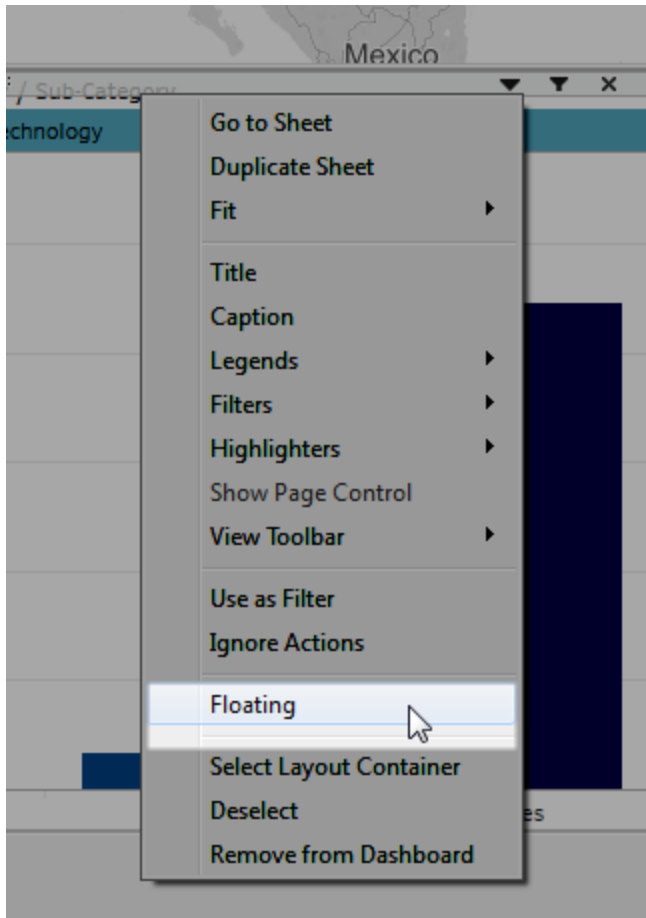 Mexico
/ Sub-Category
echnology
Go to Sheet
Duplicate Sheet
Fit
Title
Caption
Legends
Filters
Highlighters
Show Page Control
View Toolbar
Use as Filter
Ignore Actions
Floating
Select Layout Container
Deselect
es
Remove from Dashboard